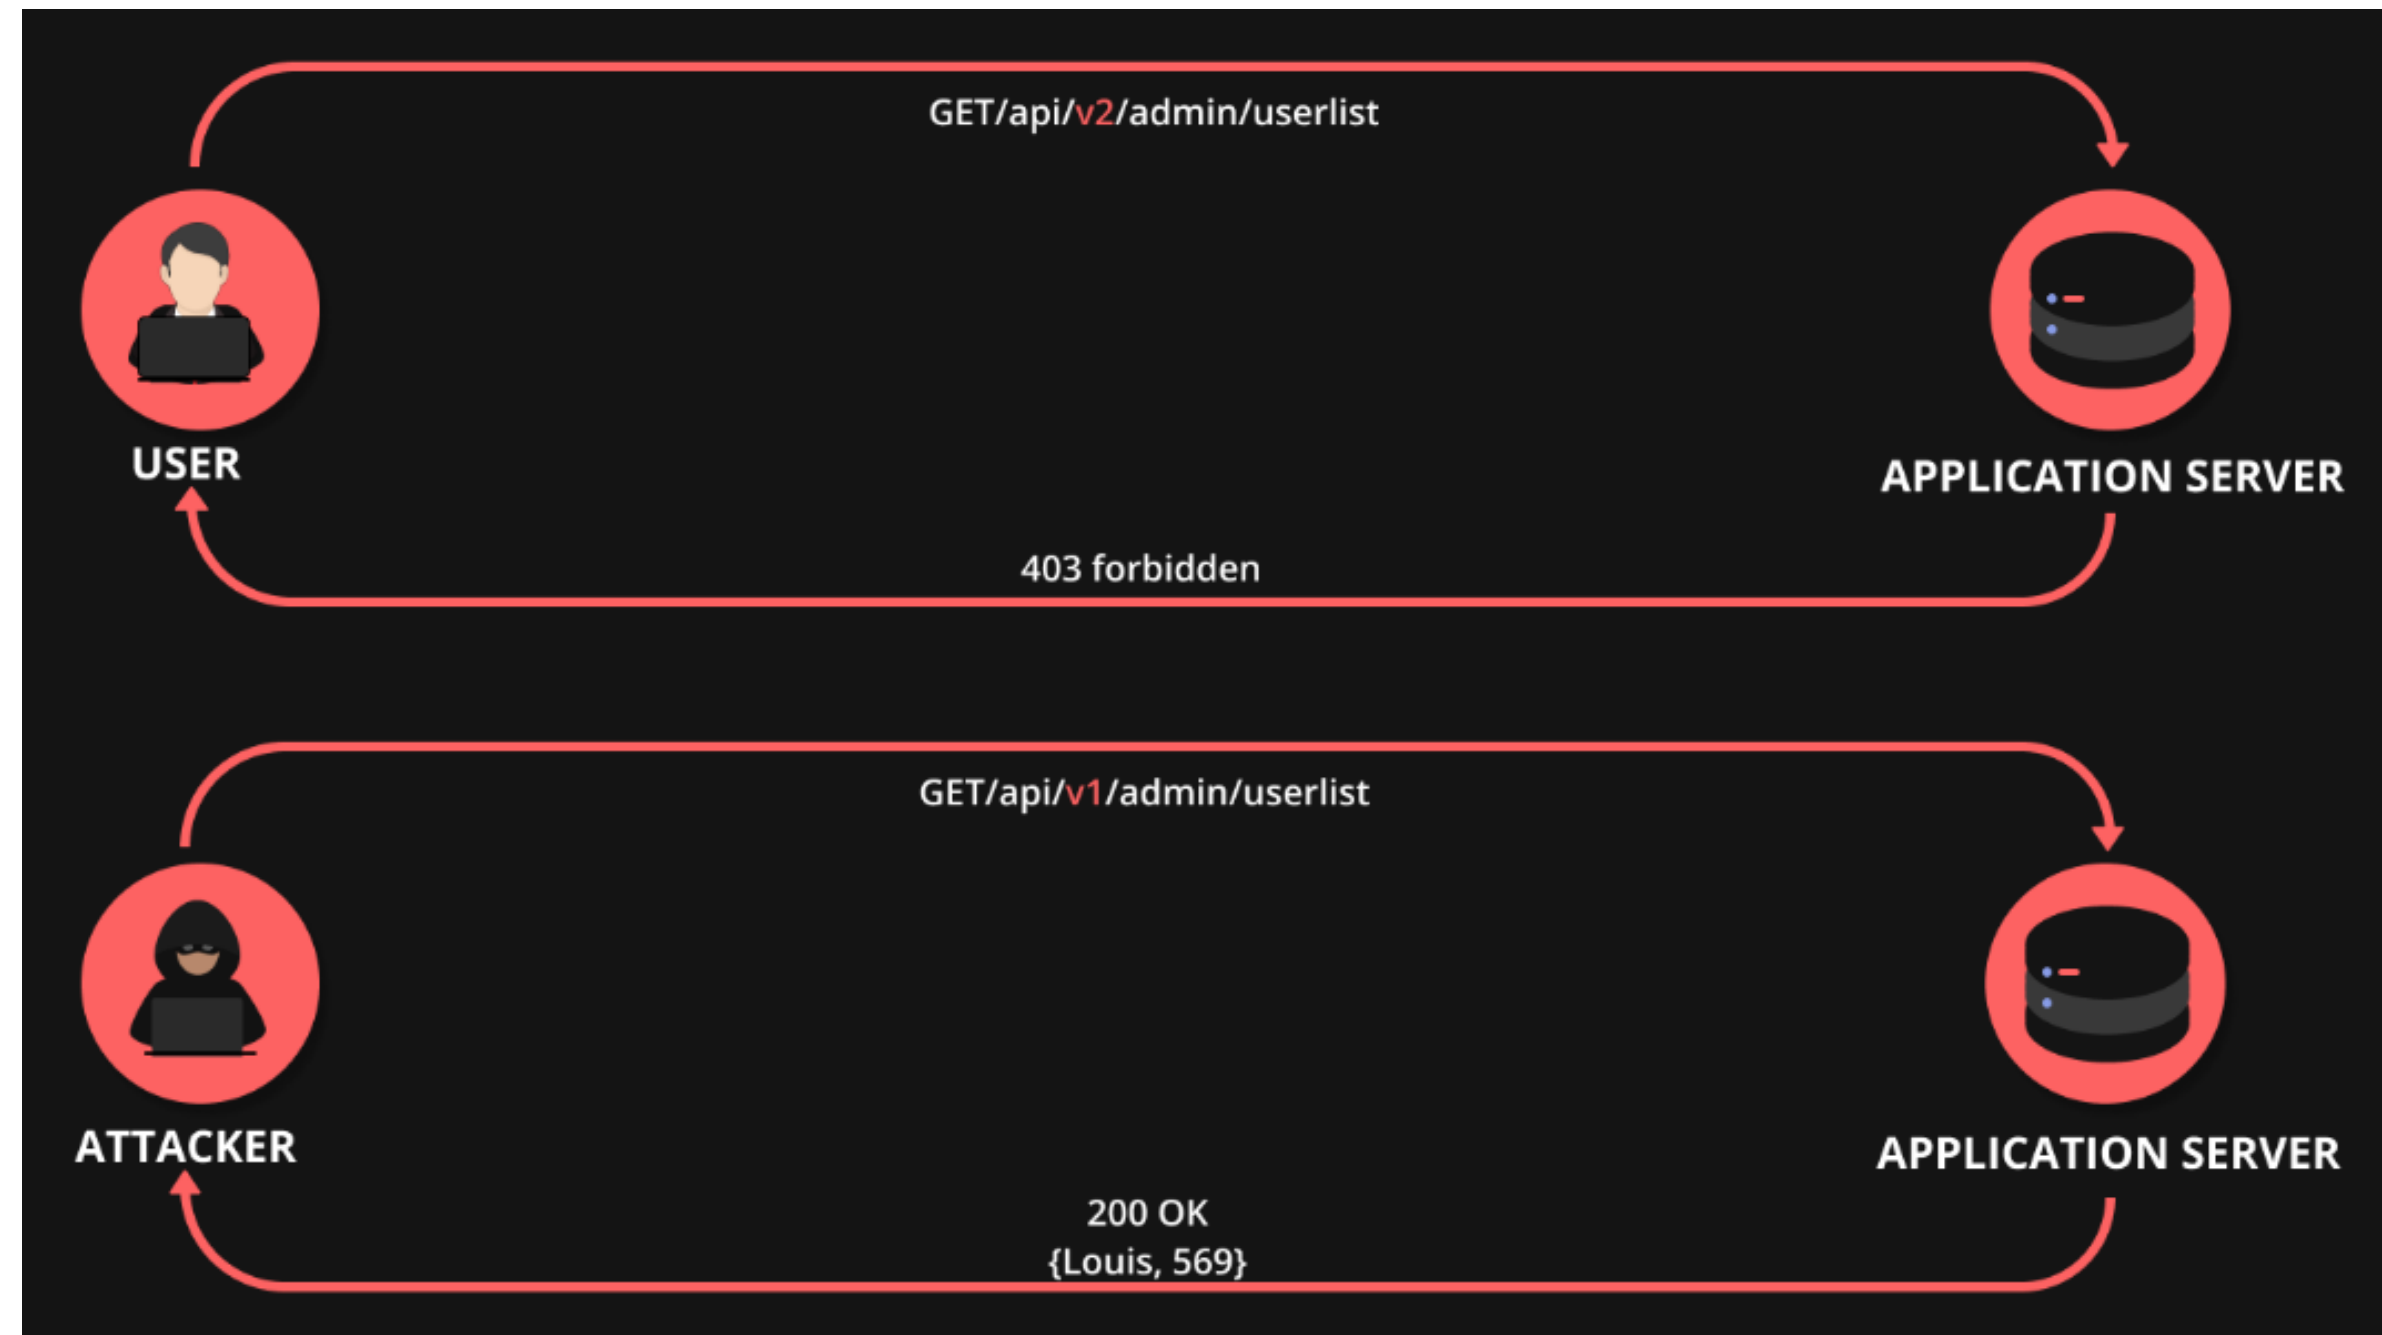 GET/api/v2/admin/userlist
USER
APPLICATION SERVER
403 forbidden
GET/api/v1/admin/userlist
ATTACKER
APPLICATION SERVER
200 OK
{Louis, 569}